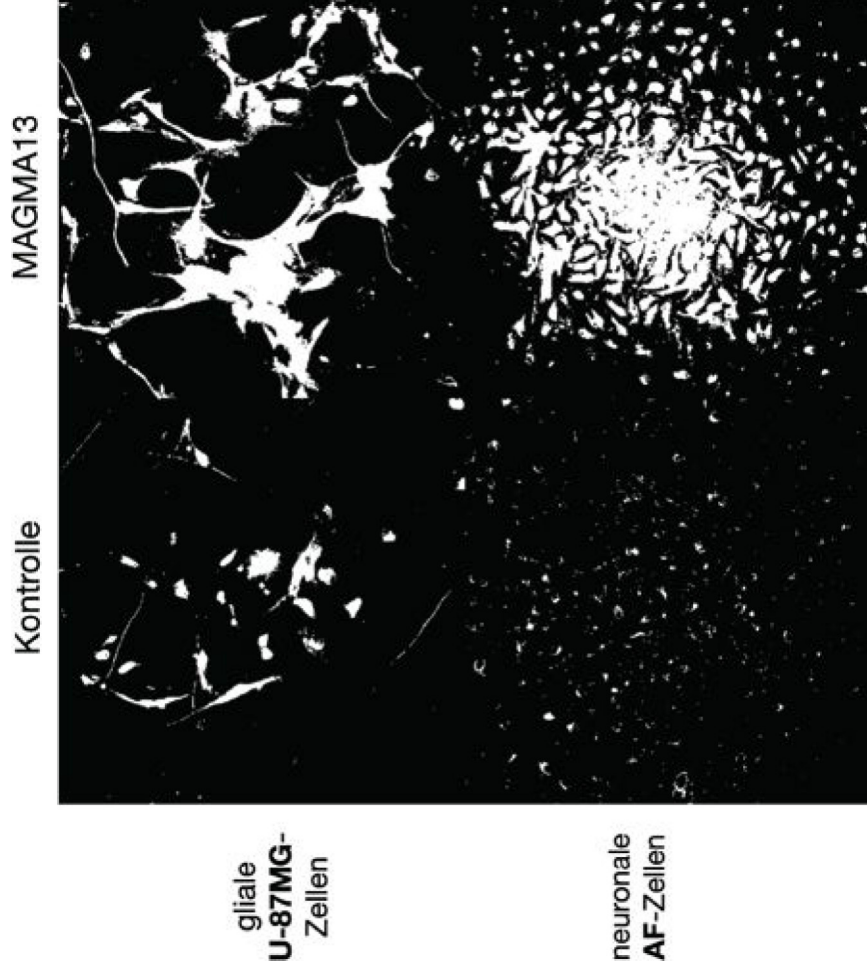 Kontrolle
MAGMA13
gliale
U-87MG-
Zellen
neuronale
AF-Zellen